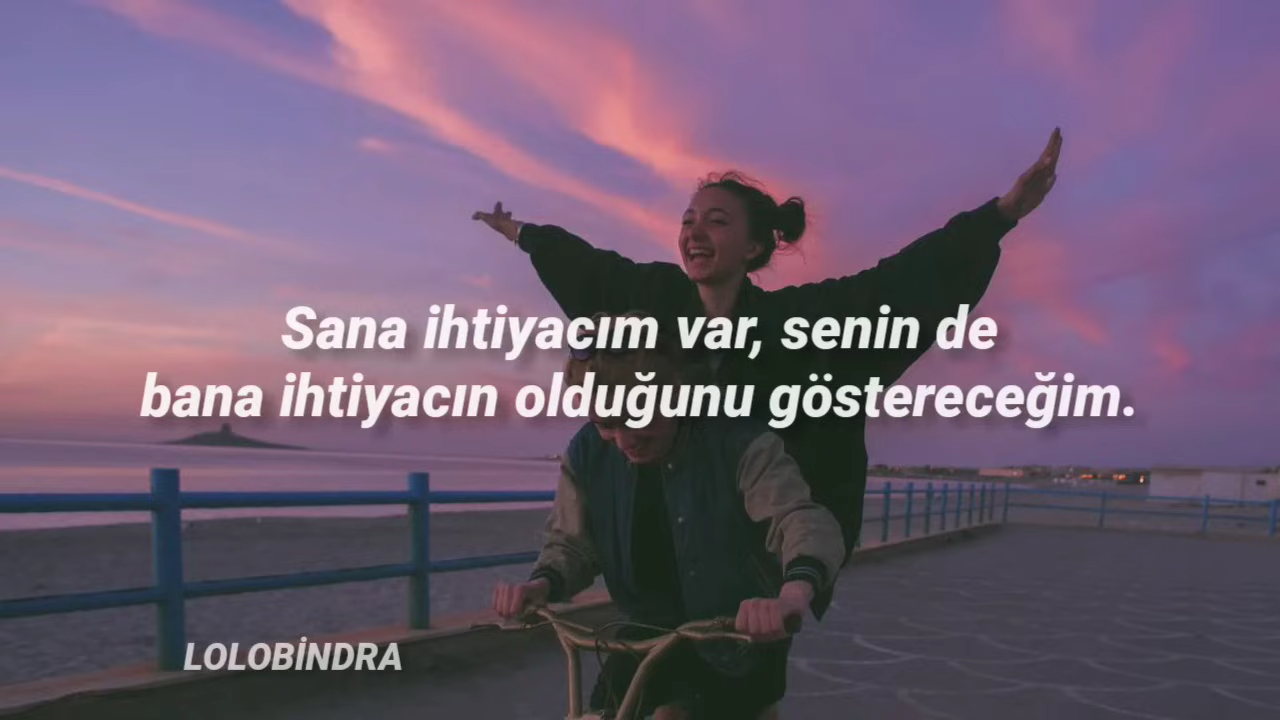 Sana ihtiyacım var, senin de
bana ihtiyacın olduğunu göstereceğim.
LOLOBİNDRA